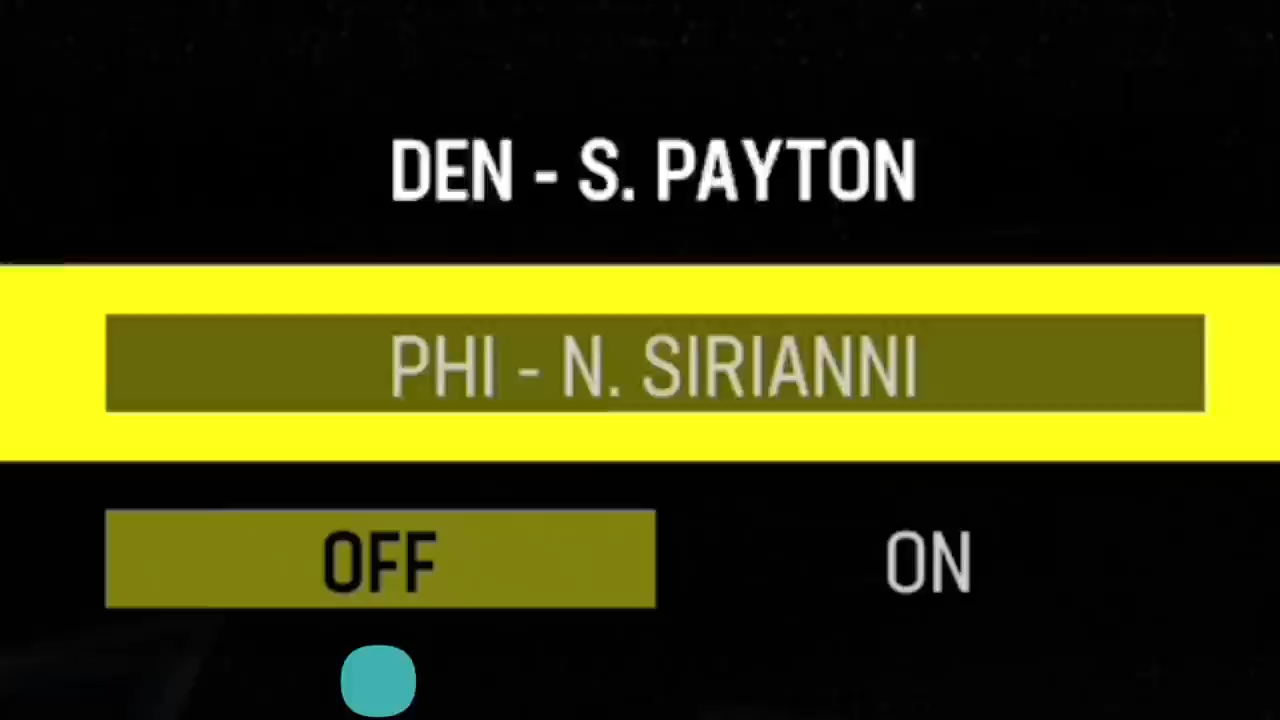 DEN - S. PAYTON
PHI - N. SIRIANNI
OFF ON